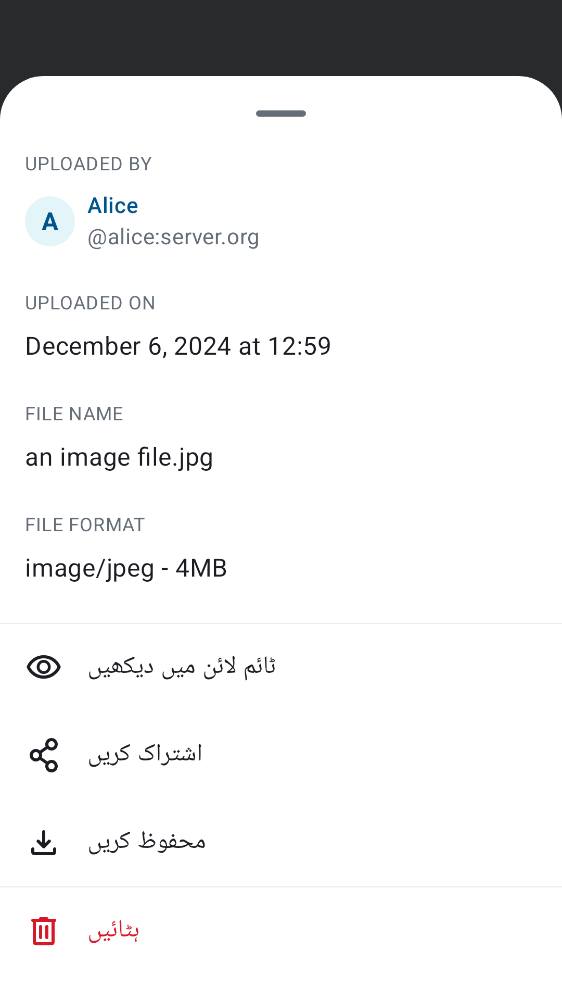 UPLOADED BY
A
Alice
@alice:server.org
UPLOADED ON
December 6, 2024 at 12:59
FILE NAME
an image file.jpg
FILE FORMAT
image/jpeg - 4MB
ٹائم لائن میں دیکھیں
اشتراک کریں
محفوظ کریں
ہٹائیں